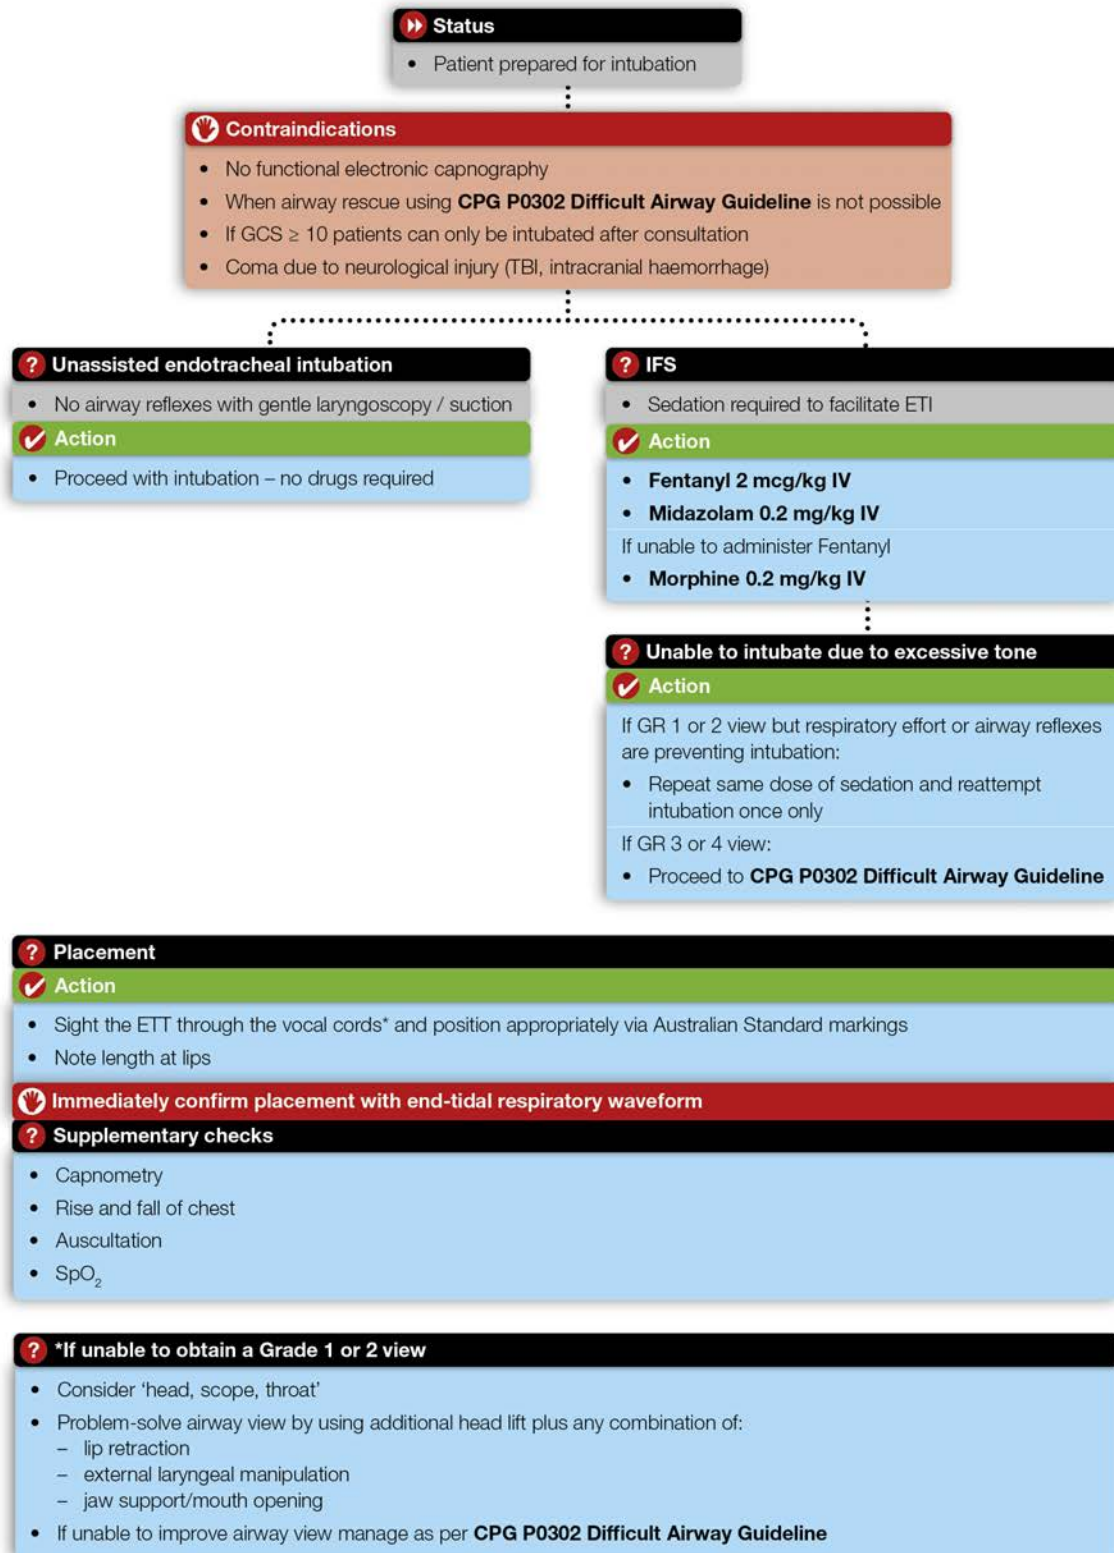 Status
• Patient prepared for intubation
Contraindications
• No functional electronic capnography
• When airway rescue using CPG P0302 Difficult Airway Guideline is not possible
• If GCS ≥ 10 patients can only be intubated after consultation
• Coma due to neurological injury (TBI, intracranial haemorrhage)
? Unassisted endotracheal intubation
• No airway reflexes with gentle laryngoscopy / suction
Action
• Proceed with intubation – no drugs required
? IFS
• Sedation required to facilitate ETI
Action
• Fentanyl 2 mcg/kg IV
• Midazolam 0.2 mg/kg IV
If unable to administer Fentanyl
• Morphine 0.2 mg/kg IV
? Unable to intubate due to excessive tone
Action
If GR 1 or 2 view but respiratory effort or airway reflexes
are preventing intubation:
• Repeat same dose of sedation and reattempt
intubation once only
If GR 3 or 4 view:
• Proceed to CPG P0302 Difficult Airway Guideline
? Placement
Action
• Sight the ETT through the vocal cords* and position appropriately via Australian Standard markings
• Note length at lips
Immediately confirm placement with end-tidal respiratory waveform
? Supplementary checks
• Capnometry
• Rise and fall of chest
• Auscultation
• SpO₂
? *If unable to obtain a Grade 1 or 2 view
• Consider ‘head, scope, throat’
• Problem-solve airway view by using additional head lift plus any combination of:
– lip retraction
– external laryngeal manipulation
– jaw support/mouth opening
• If unable to improve airway view manage as per CPG P0302 Difficult Airway Guideline